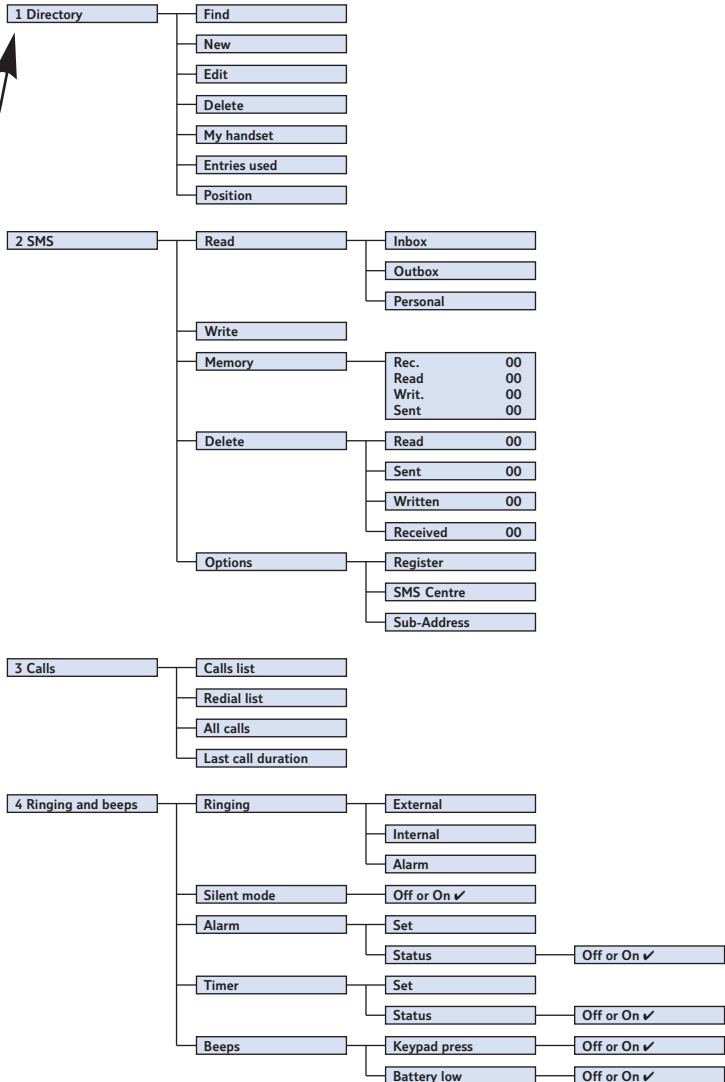 1 Directory
Find
New
Edit
Delete
My handset
Entries used
Position
2 SMS
Read
Inbox
Outbox
Personal
Write
Memory
Rec. 00
Read 00
Writ. 00
Sent 00
Delete
Read 00
Sent 00
Written 00
Received 00
Options
Register
SMS Centre
Sub-Address
3 Calls
Calls list
Redial list
All calls
Last call duration
4 Ringing and beeps
Ringing
External
Internal
Alarm
Silent mode
Off or On ✔
Alarm
Set
Status
Off or On ✔
Timer
Set
Status
Off or On ✔
Beeps
Keypad press
Off or On ✔
Battery low
Off or On ✔